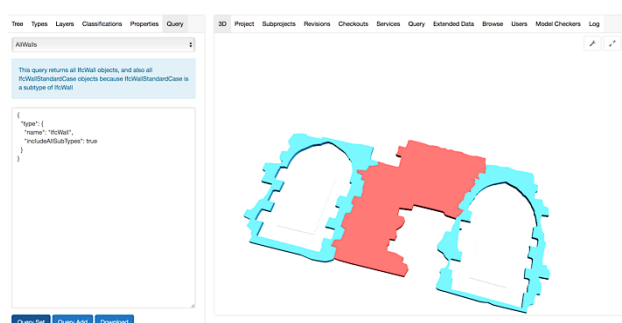 Tree Types Layers Classifications Properties Query
3D Project Subprojects Revisions Checkouts Services Query Extended Data Browse Users Model Checkers Log
AllWalls
This query returns all IfcWall objects, and also all
IfcWallStandardCase objects because IfcWallStandardCase is
a subtype of IfcWall
{
"type": {
"name": "IfcWall",
"includeAllSubTypes": true
}
}
Query Set Query Add Download